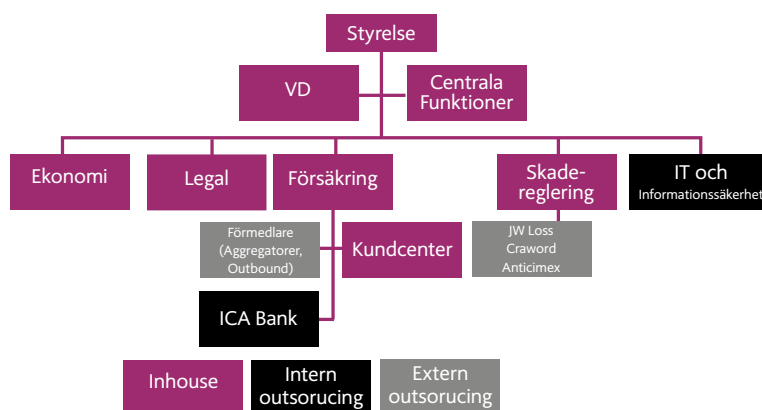 Styrelse
VD
Centrala
Funktioner
Ekonomi
Legal
Försäkring
Skade-
reglering
IT och
Informationssäkerhet
Förmedlare
(Aggregatorer,
Outbound)
Kundcenter
JW Loss
Craword
Anticimex
ICA Bank
Inhouse
Intern
outsorucing
Extern
outsorucing